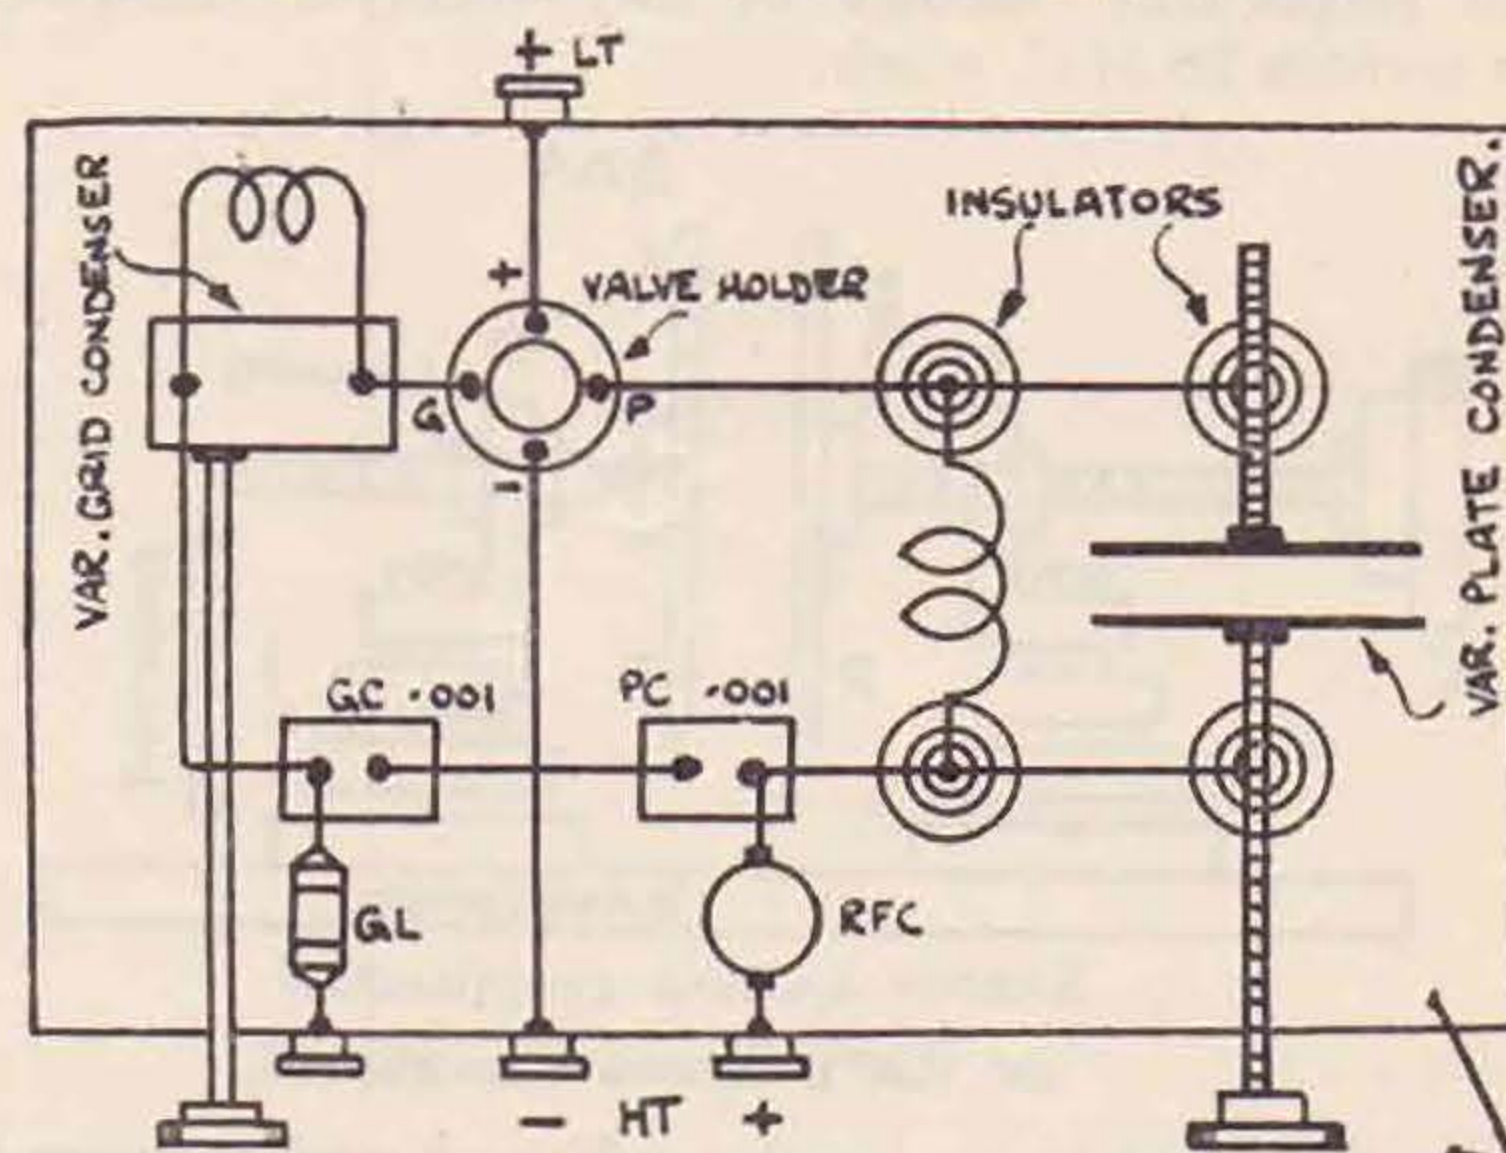 + LT
VAR. GRID CONDENSER
INSULATORS
VAR. PLATE CONDENSER.
+
VALVE HOLDER
G
P
-
GC .001
PC .001
GL
RFC
- HT +